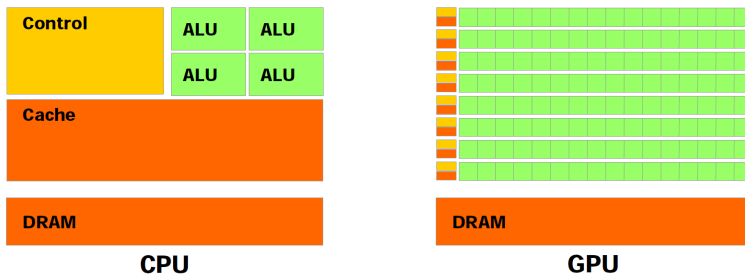 Control
ALU ALU
ALU ALU
Cache
DRAM
CPU
DRAM
GPU